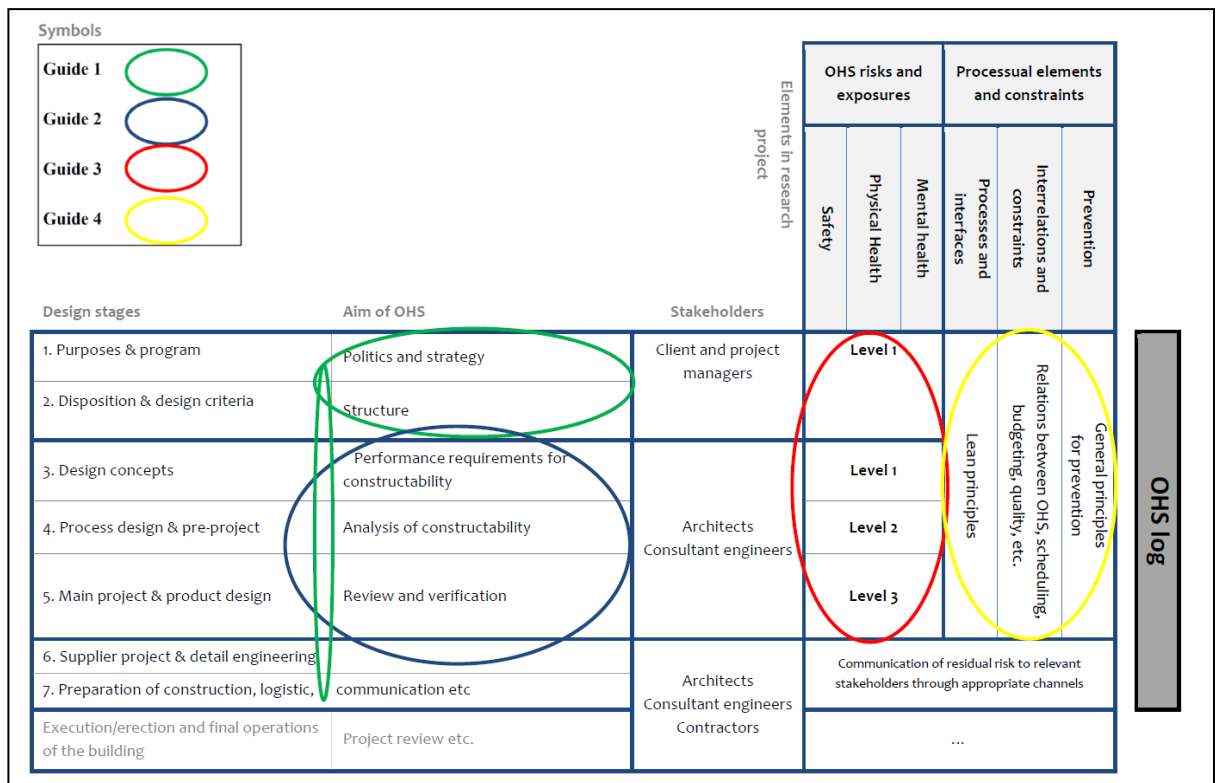 Symbols
Guide 1
Guide 2
Guide 3
Guide 4
Elements in research
project
OHS risks and
exposures
Processual elements
and constraints
Safety
Physical Health
Mental health
Processes and
interfaces
Interrelations and
constraints
Prevention
Design stages
Aim of OHS
Stakeholders
1. Purposes & program
Politics and strategy
Client and project
managers
Level 1
2. Disposition & design criteria
Structure
3. Design concepts
Performance requirements for
constructability
Level 1
4. Process design & pre-project
Analysis of constructability
Architects
Consultant engineers
Level 2
5. Main project & product design
Review and verification
Level 3
Lean principles
Relations between OHS, scheduling,
budgeting, quality, etc.
General principles
for prevention
OHS log
6. Supplier project & detail engineering
7. Preparation of construction, logistic, communication etc
Architects
Consultant engineers
Contractors
Communication of residual risk to relevant
stakeholders through appropriate channels
Execution/erection and final operations
of the building
Project review etc.
...